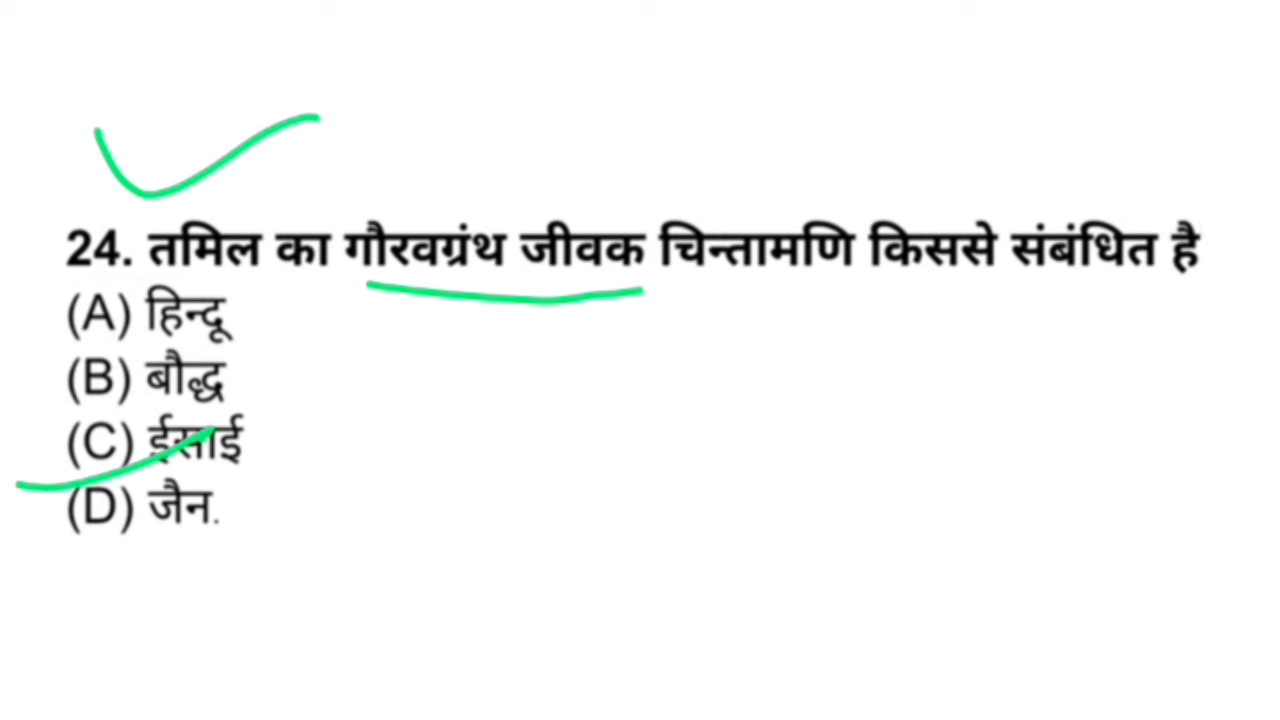 24. तमिल का गौरवग्रंथ जीवक चिन्तामणि किससे संबंधित है
(A) हिन्दू
(B) बौद्ध
(C) ईसाई
(D) जैन.